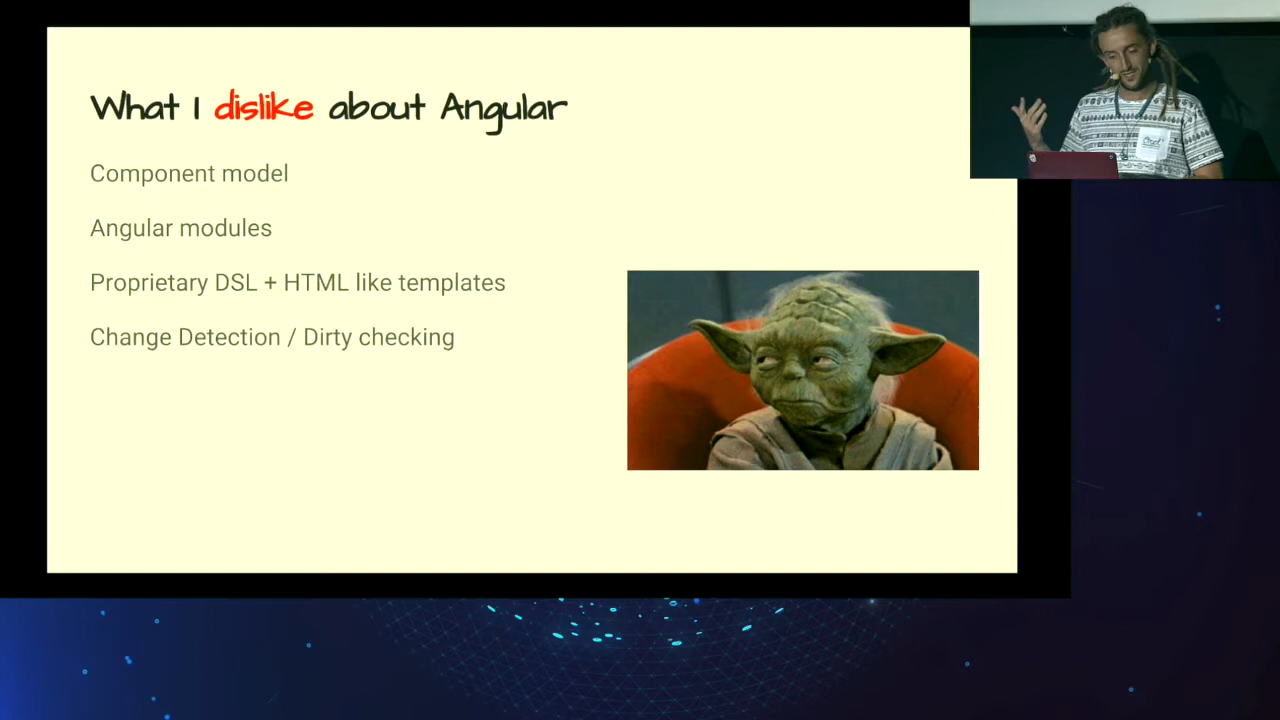 What I dislike about Angular
Component model
Angular modules
Proprietary DSL + HTML like templates
Change Detection / Dirty checking